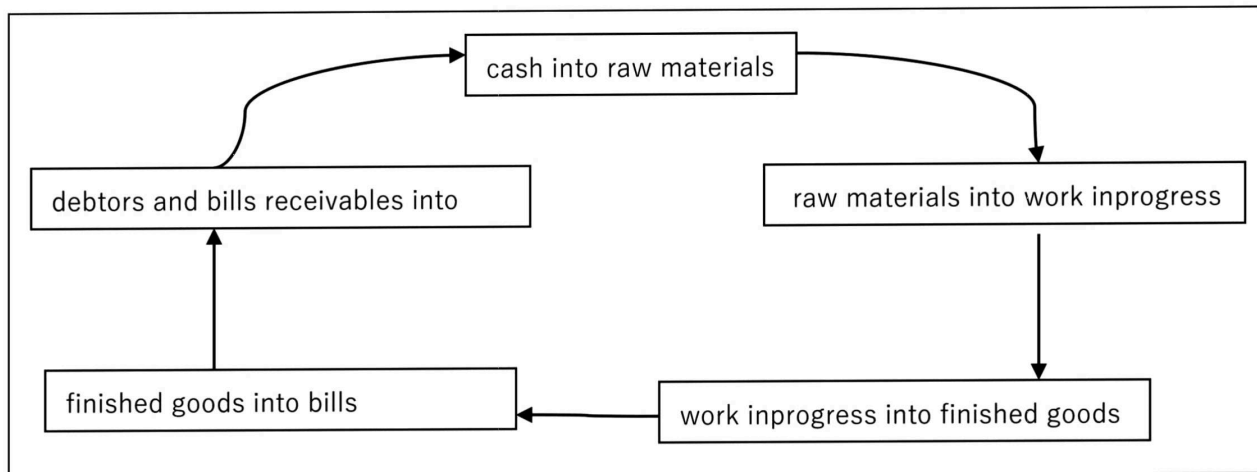 cash into raw materials
debtors and bills receivables into
raw materials into work inprogress
finished goods into bills
work inprogress into finished goods